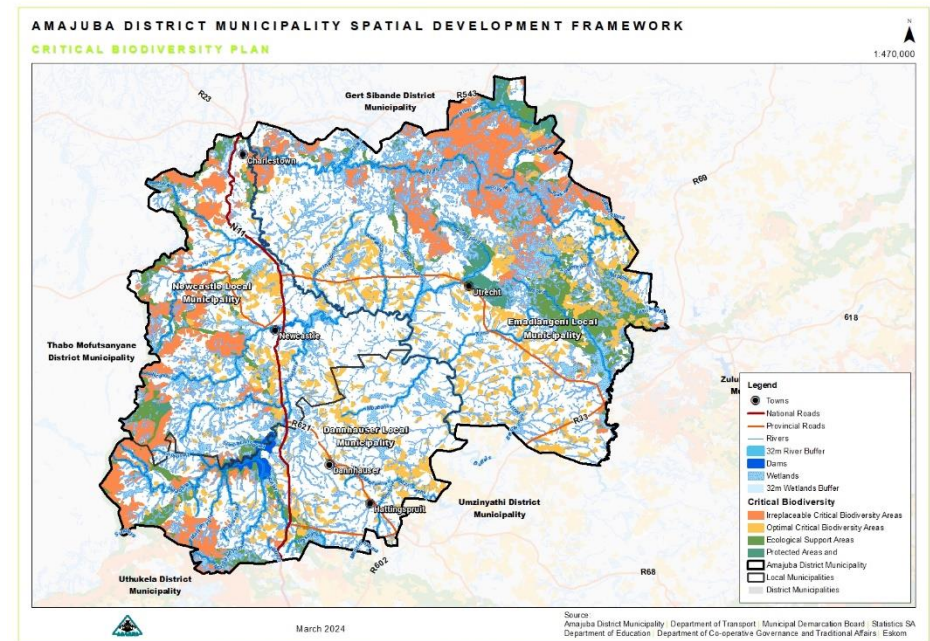 AMAJUBA DISTRICT MUNICIPALITY SPATIAL DEVELOPMENT FRAMEWORK
CRITICAL BIODIVERSITY PLAN
N
1:470,000
R23
Gert Sibande District
Municipality
R543
Charlestown
R69
N11
Newcastle Local
Municipality
Utrecht
Emadlangeni Local
Municipality
618
Newcastle
Thabo Mofutsanyane
District Municipality
R33
R621
Dannhauser Local
Municipality
Dannhauser
Hattingspruit
Umzinyathi District
Municipality
R602
R68
Uthukela District
Municipality
Legend
Towns
National Roads
Provincial Roads
Rivers
32m River Buffer
Dams
Wetlands
32m Wetlands Buffer
Critical Biodiversity
Irreplaceable Critical Biodiversity Areas
Optimal Critical Biodiversity Areas
Ecological Support Areas
Protected Areas and
Amajuba District Municipality
Local Municipalities
District Municipalities
March 2024
Source:
Amajuba District Municipality | Department of Transport | Municipal Demarcation Board | Statistics SA
Department of Education | Department of Co-operative Governance and Traditional Affairs | Eskom